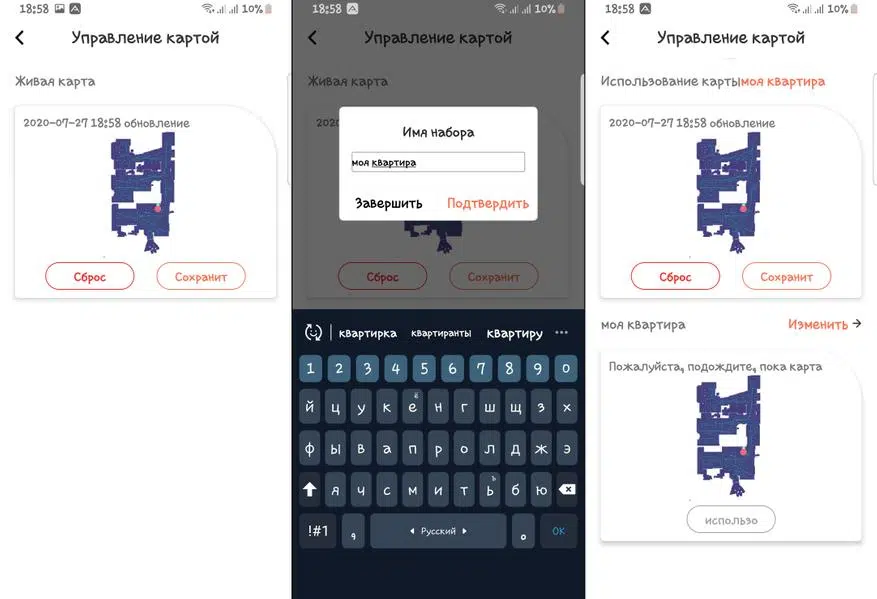 18:58 10%
Управление картой
Живая карта
2020-07-27 18:58 обновление
Сброс Сохранит
18:58 10%
Управление картой
Живая карта
2020
Имя набора
моя квартира
Завершить Подтвердить
Сброс Сохранит
квартирка квартиранты квартиру ...
1 2 3 4 5 6 7 8 9 0
й ц у к е ё н г ш щ з х
ф ы в а п р о л д ж э
я ч с м и т ь ъ б ю
!#1 , Русский . OK
18:58 10%
Управление картой
Использование картымоя квартира
2020-07-27 18:58 обновление
Сброс Сохранит
моя квартира Изменить
Пожалуйста, подождите, пока карта
использо